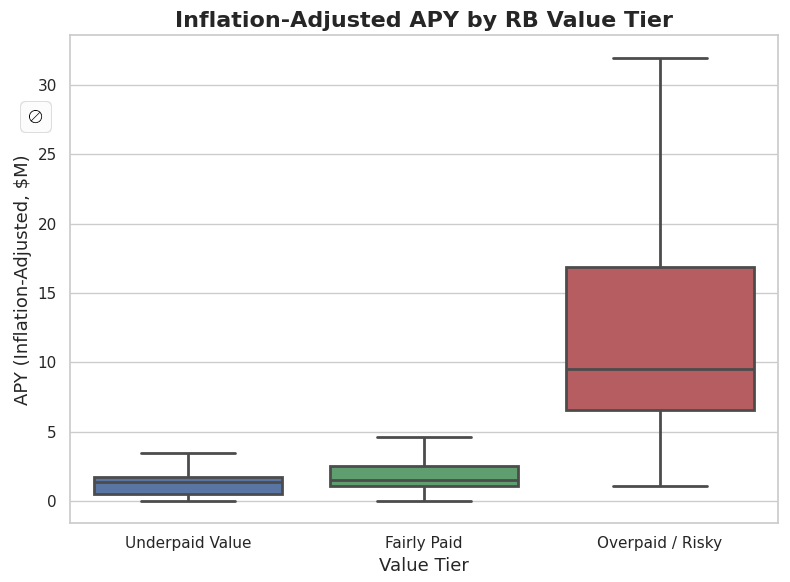 Inflation-Adjusted APY by RB Value Tier
APY (Inflation-Adjusted, $M)
30
25
20
15
10
5
0
Underpaid Value
Fairly Paid
Overpaid / Risky
Value Tier